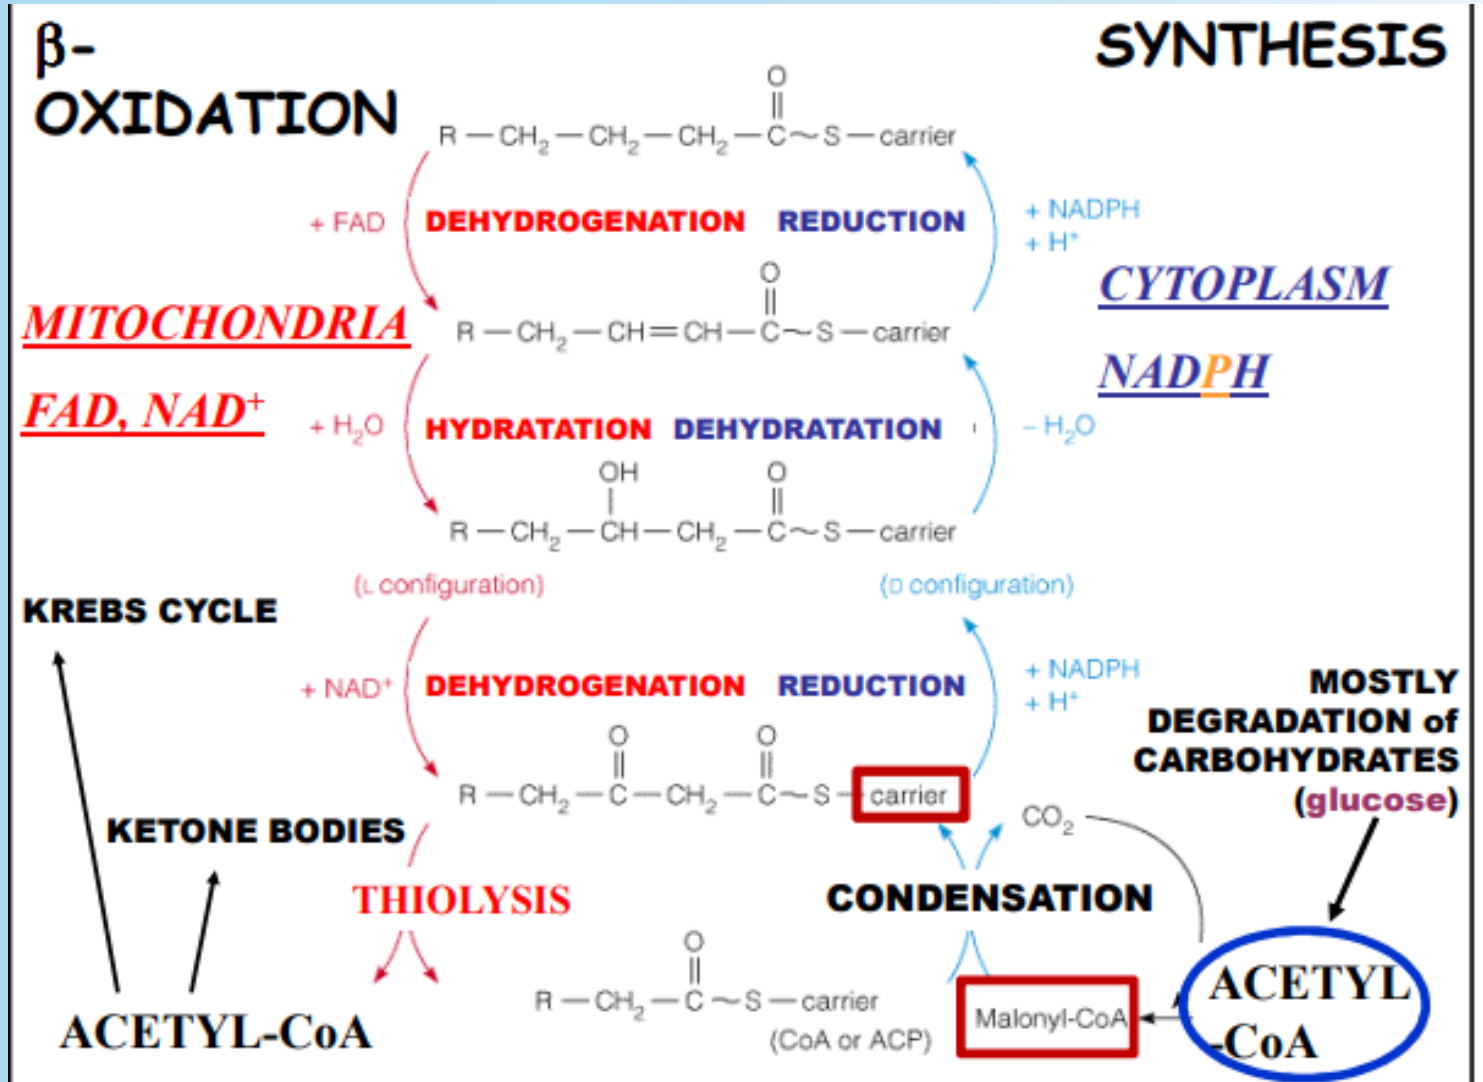 β-
OXIDATION
SYNTHESIS
O
R—CH₂—CH₂—CH₂—C~S—carrier
+ FAD
DEHYDROGENATION
REDUCTION
+ NADPH
+ H⁺
O
CYTOPLASM
MITOCHONDRIA
R—CH₂—CH=CH—C~S—carrier
NADPH
FAD, NAD⁺
+ H₂O
HYDRATATION
DEHYDRATATION
− H₂O
OH
O
R—CH₂—CH—CH₂—C~S—carrier
(L configuration)
(D configuration)
KREBS CYCLE
+ NAD⁺
DEHYDROGENATION
REDUCTION
+ NADPH
+ H⁺
MOSTLY
DEGRADATION of
CARBOHYDRATES
(glucose)
O
O
R—CH₂—C—CH₂—C~S—carrier
CO₂
KETONE BODIES
THIOLYSIS
CONDENSATION
O
R—CH₂—C~S—carrier
(CoA or ACP)
Malonyl-CoA
ACETYL
-CoA
ACETYL-CoA